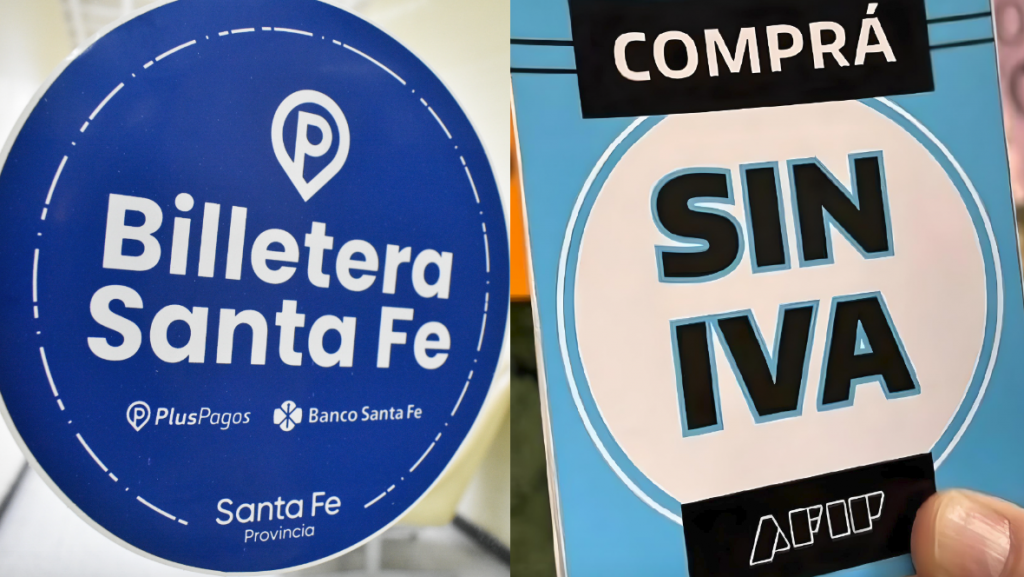 P
Billetera
Santa Fe
P PlusPagos Banco Santa Fe
Santa Fe
Provincia
COMPRÁ
SIN
IVA
AFIP